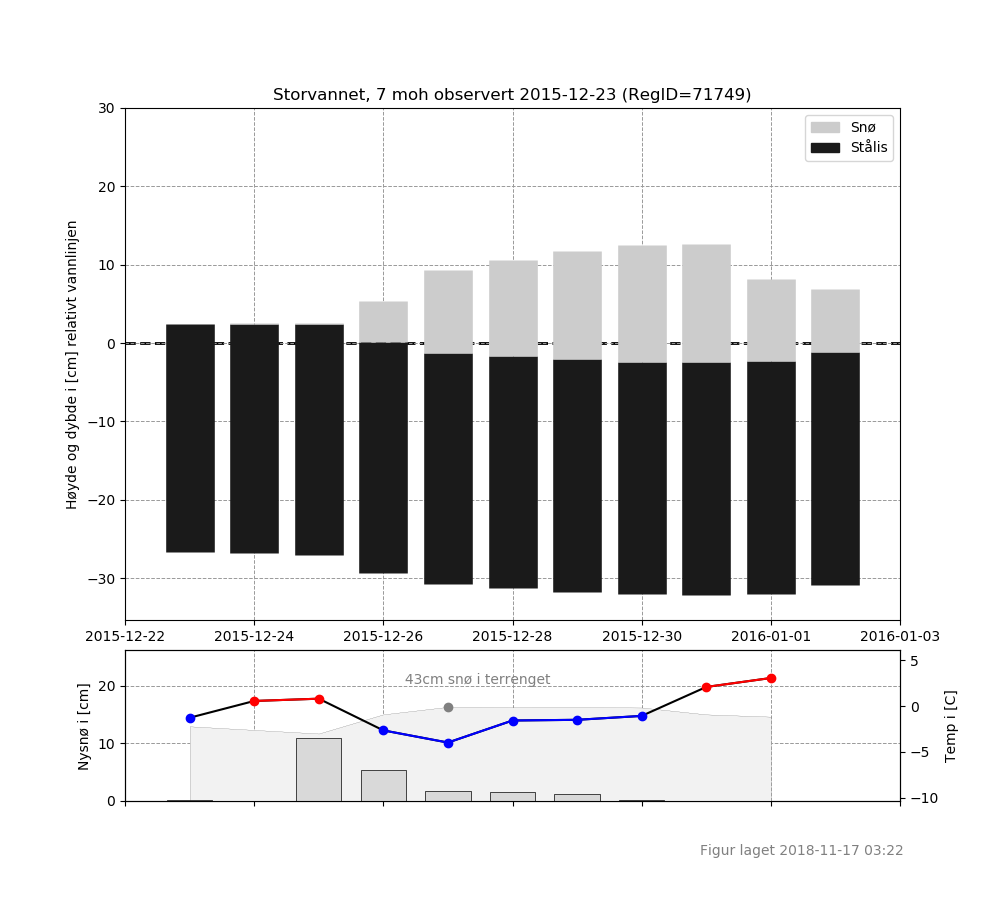 Storvannet, 7 moh observert 2015-12-23 (RegID=71749)
Høyde og dybde i [cm] relativt vannlinjen
30
20
10
0
−10
−20
−30
Snø
Stålis
2015-12-22 2015-12-24 2015-12-26 2015-12-28 2015-12-30 2016-01-01 2016-01-03
Nysnø i [cm]
20
10
0
43cm snø i terrenget
5
0
−5
−10
Temp i [C]
Figur laget 2018-11-17 03:22